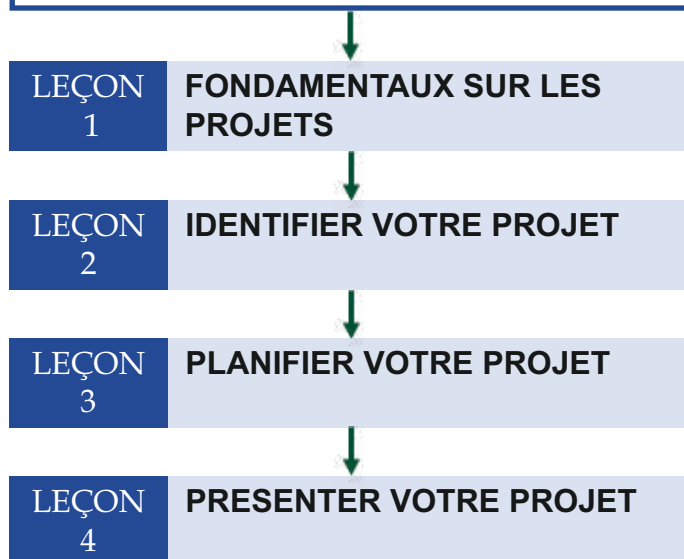 LEÇON
1
FONDAMENTAUX SUR LES
PROJETS
LEÇON
2
IDENTIFIER VOTRE PROJET
LEÇON
3
PLANIFIER VOTRE PROJET
LEÇON
4
PRESENTER VOTRE PROJET